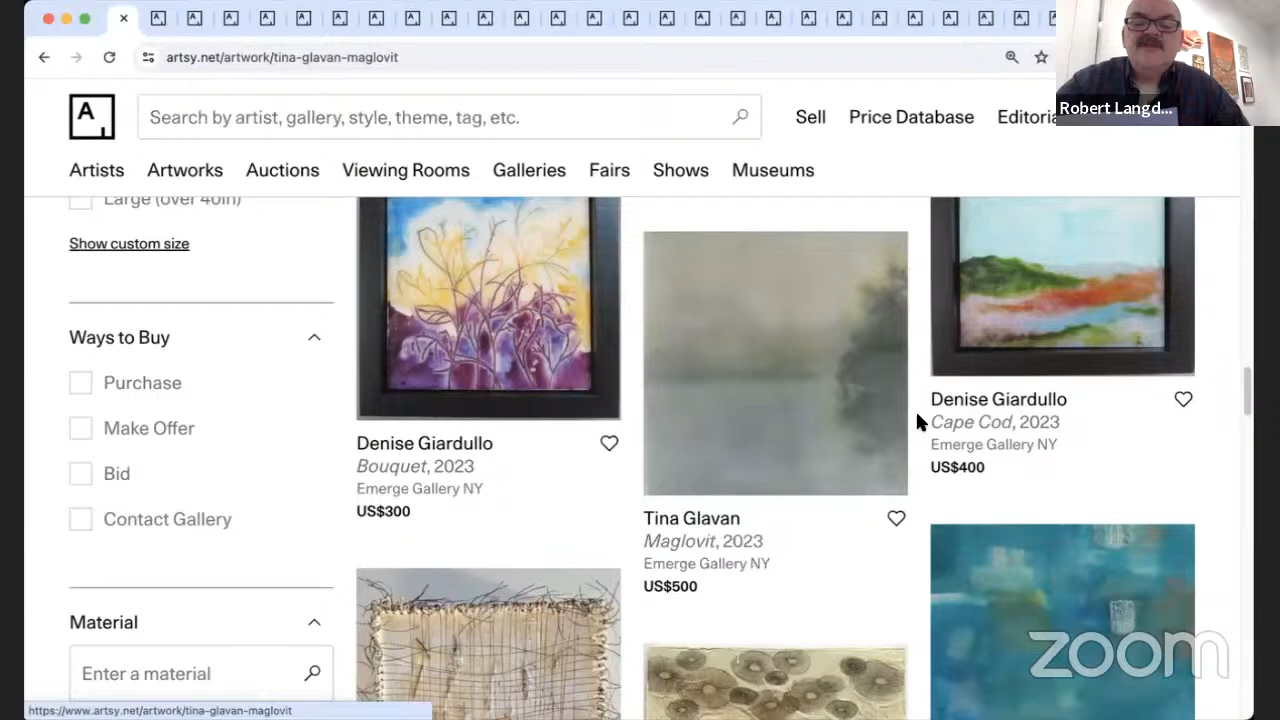 artsy.net/artwork/tina-glavan-maglovit
Robert Langd...
A
Search by artist, gallery, style, theme, tag, etc.
Sell
Price Database
Editoria
Artists
Artworks
Auctions
Viewing Rooms
Galleries
Fairs
Shows
Museums
Large (over 40in)
Show custom size
Ways to Buy
Purchase
Make Offer
Bid
Contact Gallery
Material
Enter a material
Denise Giardullo
Bouquet, 2023
Emerge Gallery NY
US$300
Tina Glavan
Maglovit, 2023
Emerge Gallery NY
US$500
Denise Giardullo
Cape Cod, 2023
Emerge Gallery NY
US$400
zoom
https://www.artsy.net/artwork/tina-glavan-maglovit